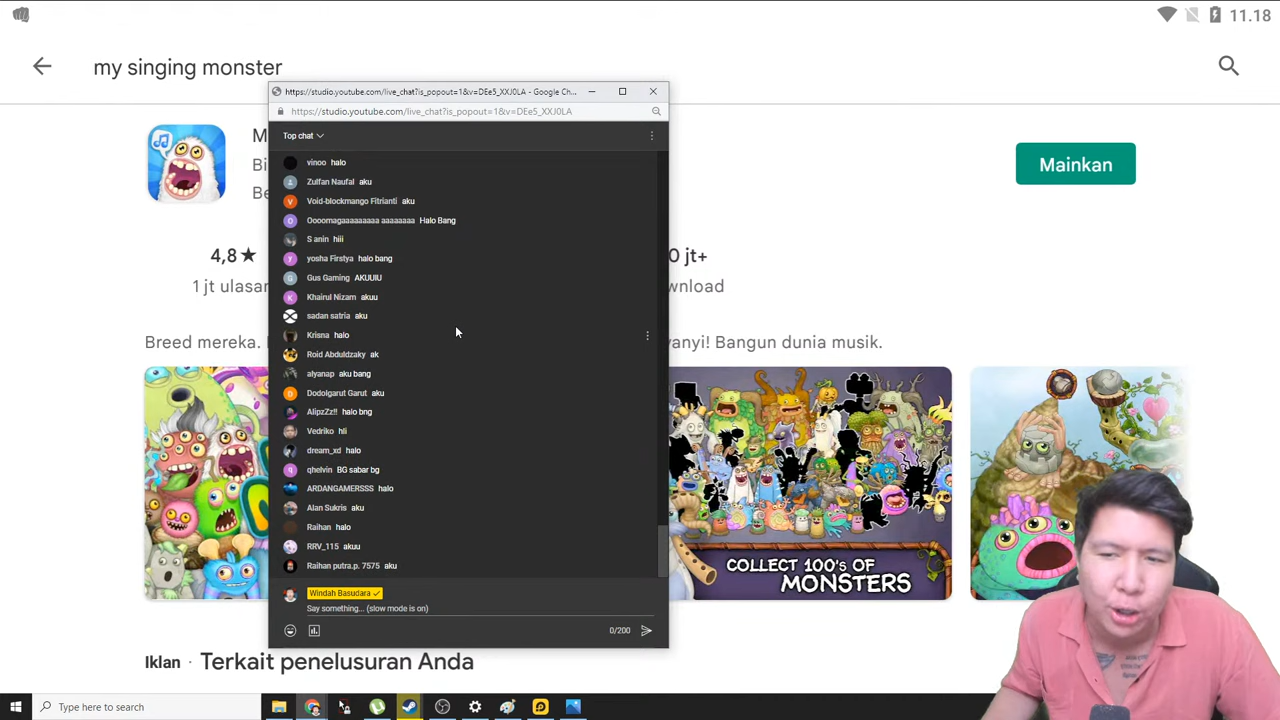 11.18
my singing monster
https://studio.youtube.com/live_chat?is_popout=1&v=DEe5_XXJ0LA - Google Ch...
https://studio.youtube.com/live_chat?is_popout=1&v=DEe5_XXJ0LA
Top chat
M
Bi
Be
Mainkan
vinoo halo
Zulfan Naufal aku
Void-blockmango Fitrianti aku
Oooomagaaaaaaaaa aaaaaaaa Halo Bang
S anin hiii
yosha Firstya halo bang
Gus Gaming AKUUIU
Khairul Nizam akuu
sadan satria aku
Krisna halo
Roid Abduldzaky ak
alyanap aku bang
Dodolgarut Garut aku
AlipzZz!! halo bng
Vedriko hli
dream_xd halo
qhelvin BG sabar bg
ARDANGAMERSSS halo
Alan Sukris aku
Raihan halo
RRV_115 akuu
Raihan putra.p. 7575 aku
Windah Basudara
Say something... (slow mode is on)
0/200
4,8★
1 jt ulasan
0 jt+
wnload
Breed mereka.
anyi! Bangun dunia musik.
COLLECT 100's OF
MONSTERS
Iklan · Terkait penelusuran Anda
Type here to search